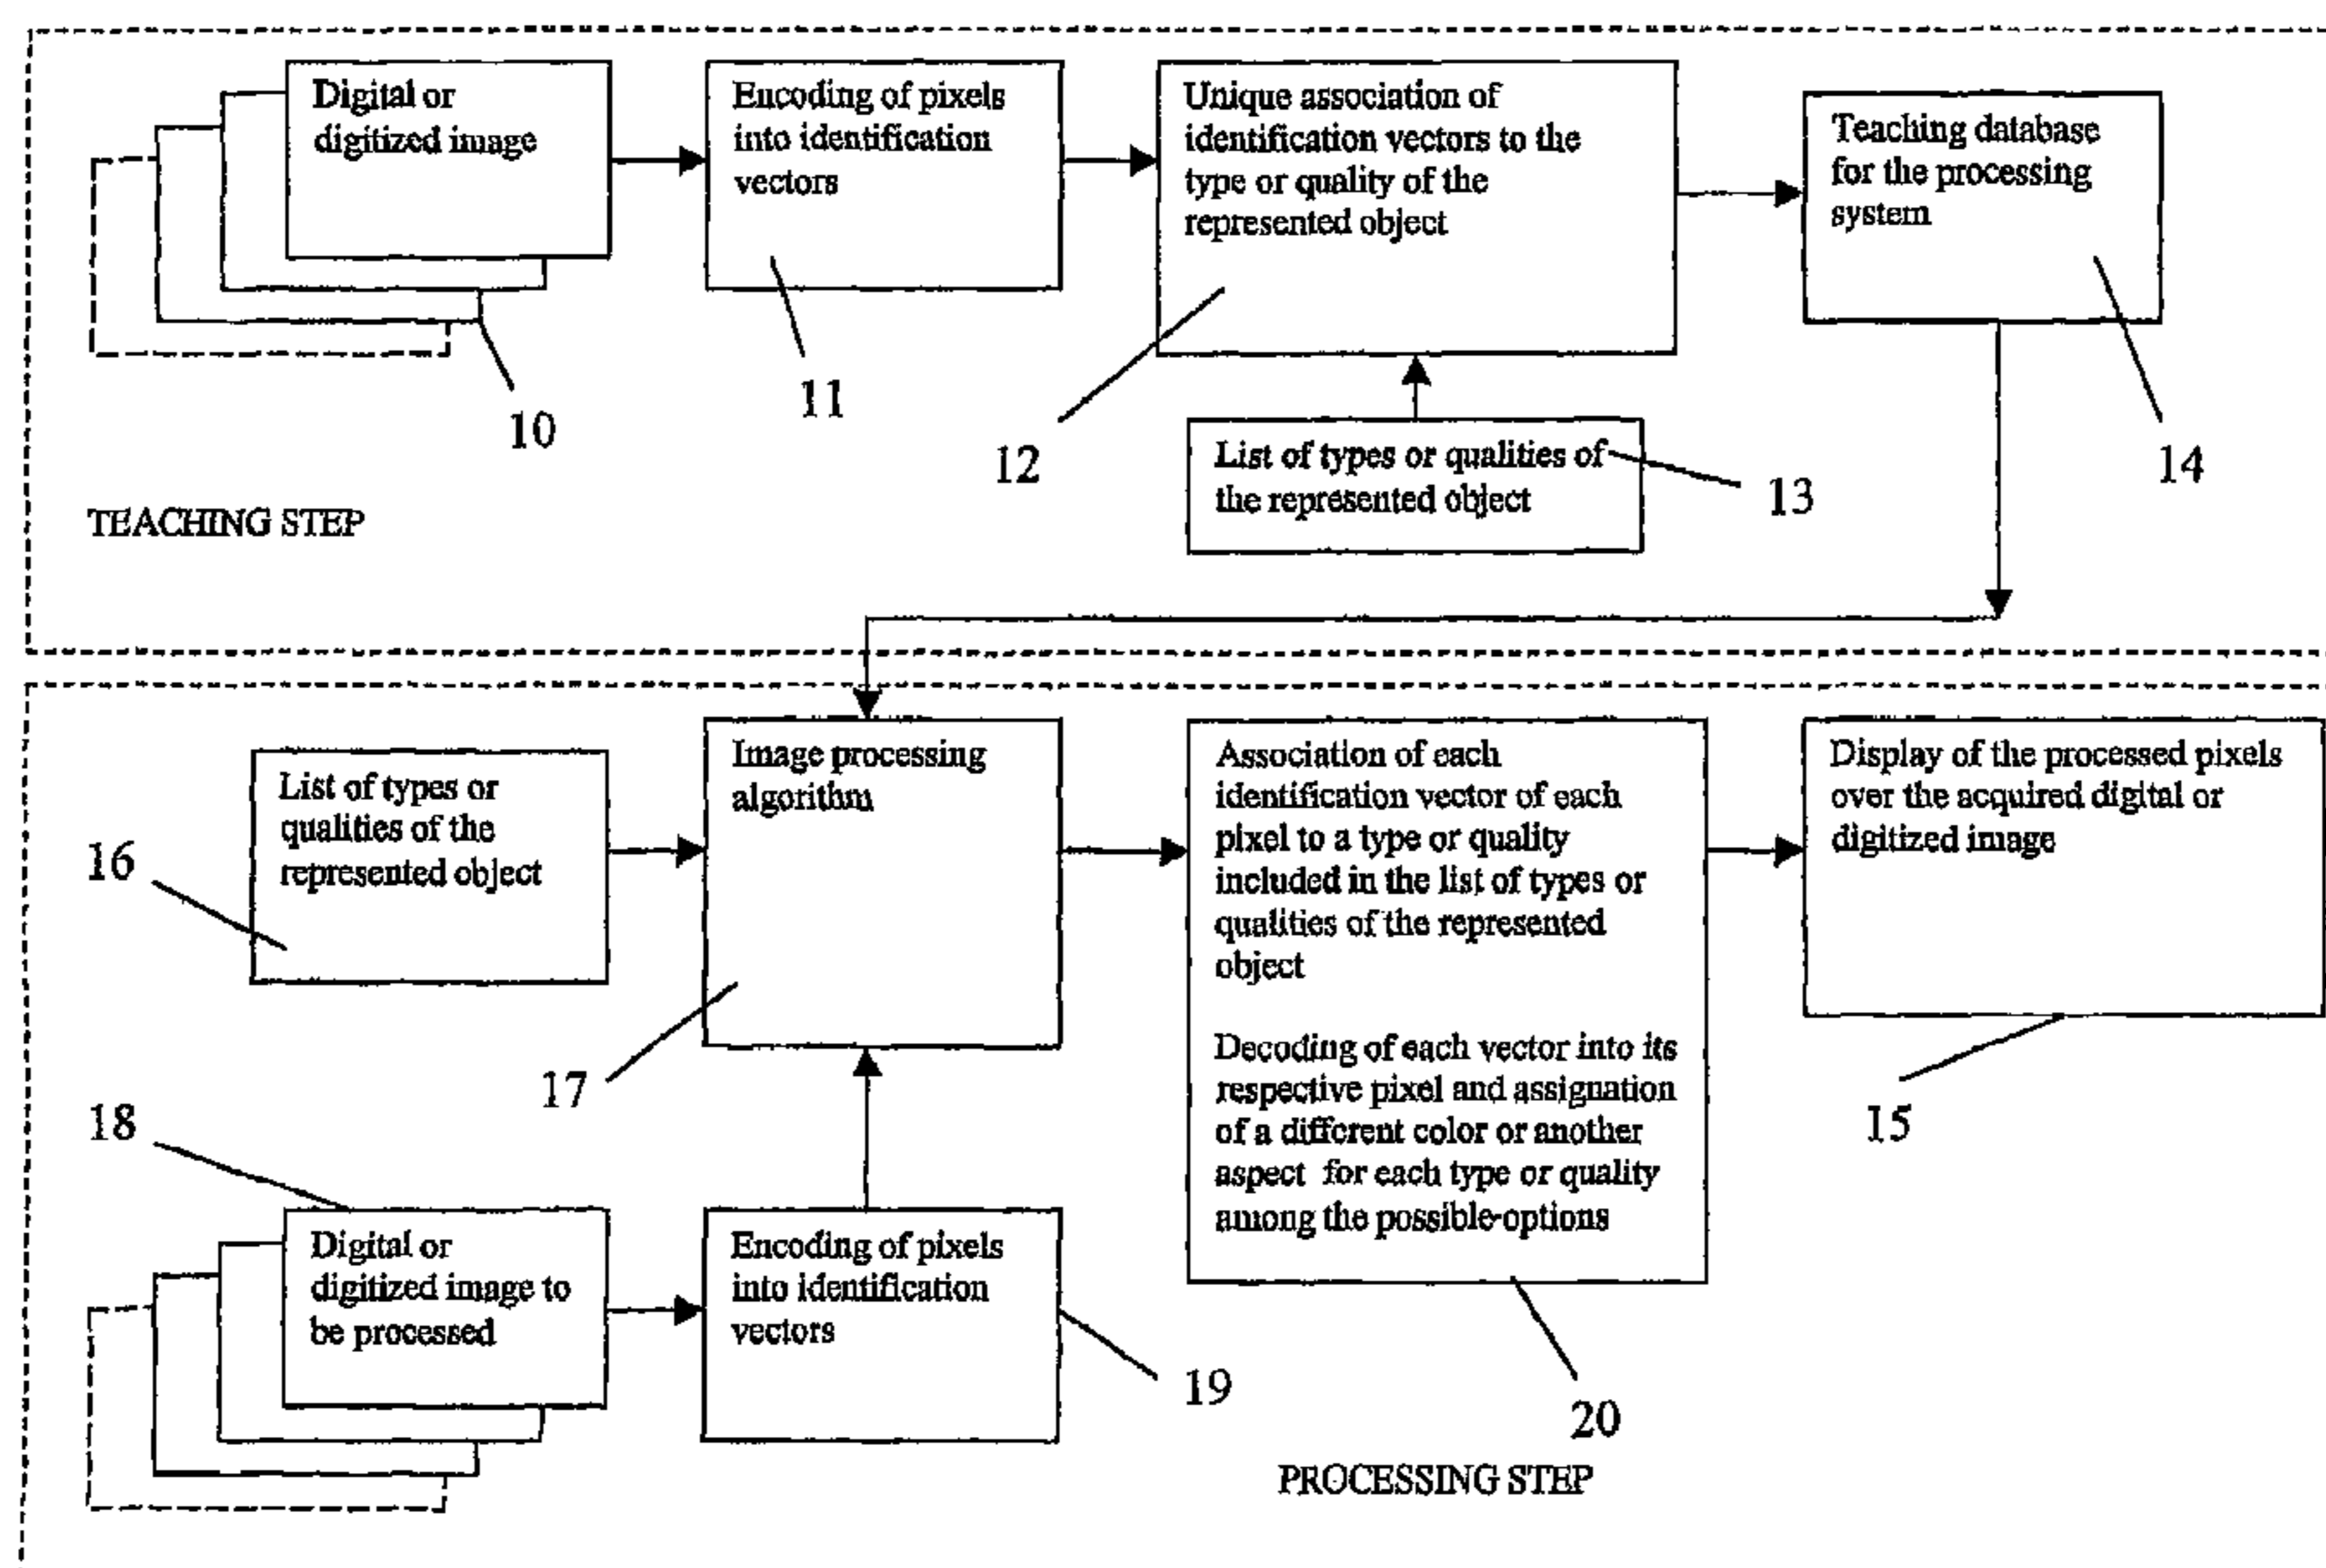 Digital or
digitized image
Encoding of pixels
into identification
vectors
Unique association of
identification vectors to the
type or quality of the
represented object
Teaching database
for the processing
system
10
11
12
List of types or qualities of
the represented object
13
14
TEACHING STEP
List of types or
qualities of the
represented object
16
Image processing
algorithm
17
Association of each
identification vector of each
pixel to a type or quality
included in the list of types or
qualities of the represented
object
Decoding of each vector into its
respective pixel and assignation
of a different color or another
aspect for each type or quality
among the possible-options
Display of the processed pixels
over the acquired digital or
digitized image
15
18
Digital or
digitized image to
be processed
Encoding of pixels
into identification
vectors
19
20
PROCESSING STEP